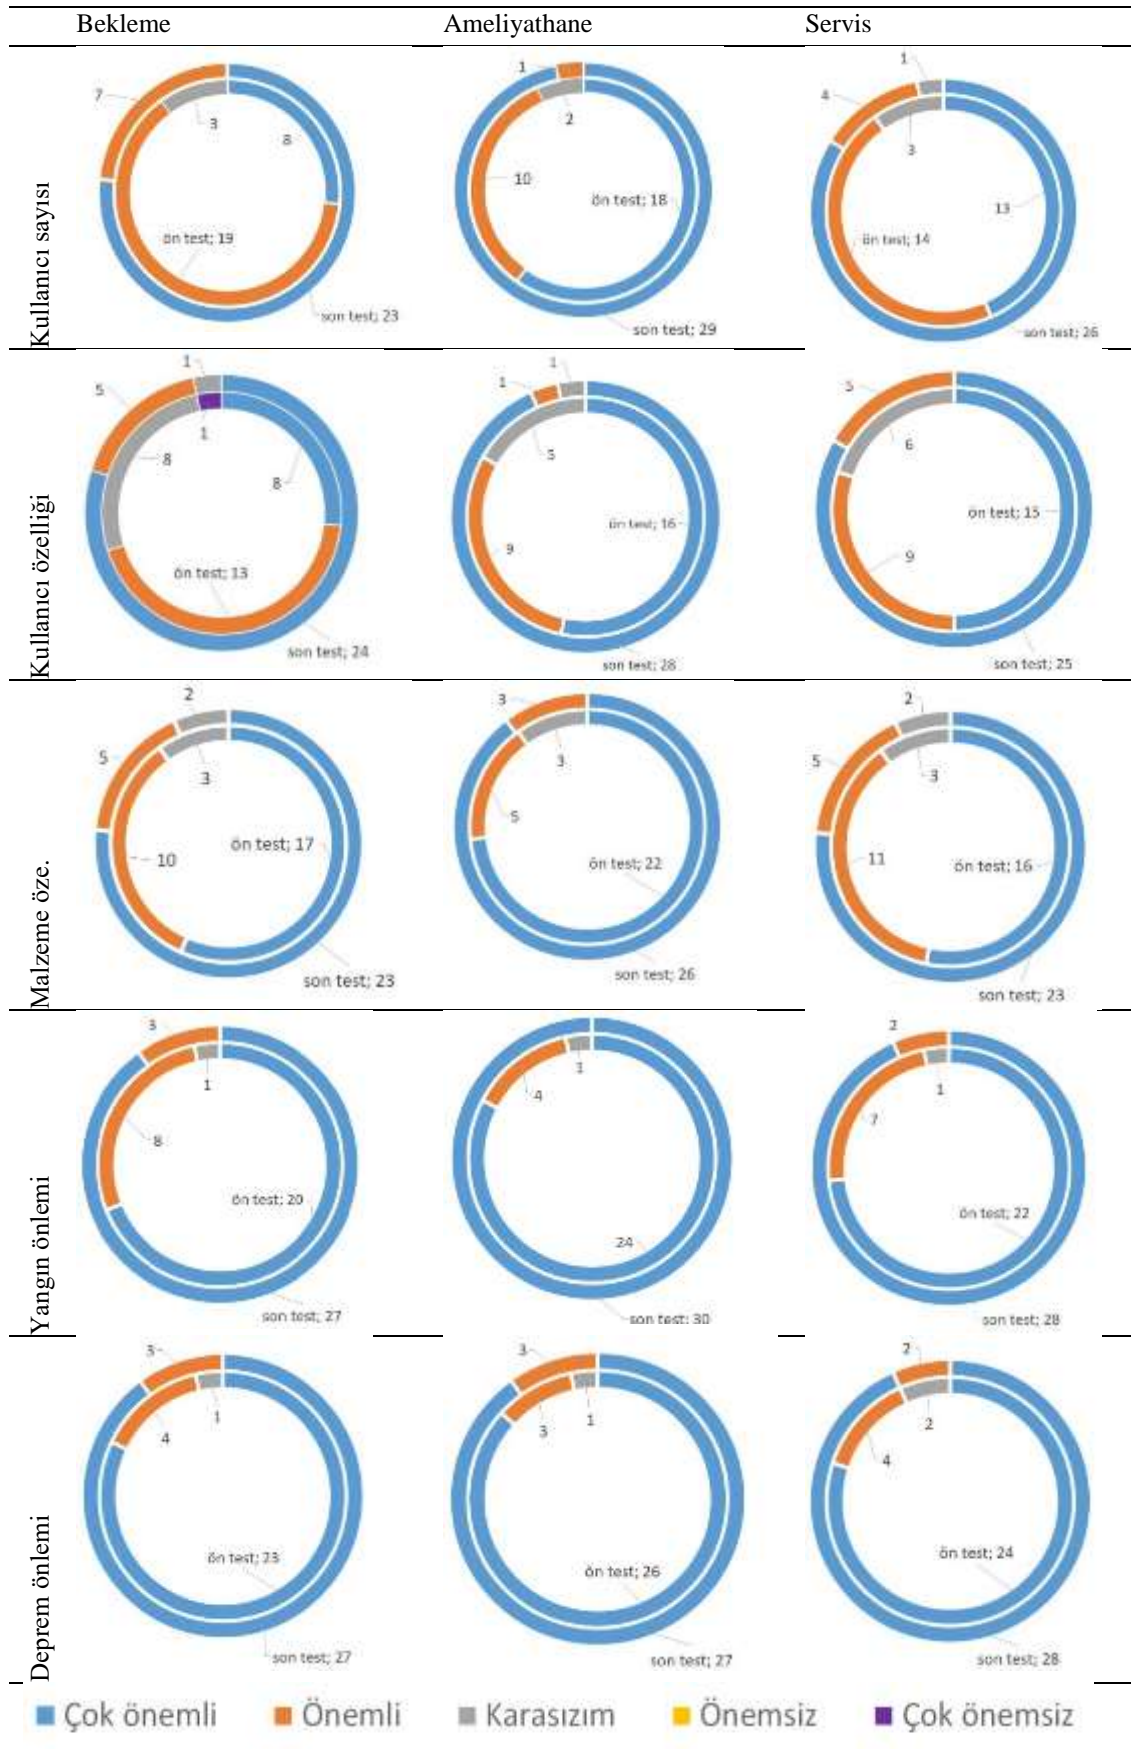 Bekleme Ameliyathane Servis
Kullanıcı sayısı
7
3
8
ön test; 19
son test; 23
1
2
10
ön test; 18
son test; 29
1
4
3
13
ön test; 14
son test; 26
Kullanıcı özelliği
1
5
1
8
8
ön test; 13
son test; 24
1
1
5
ön test; 16
9
son test; 28
5
6
ön test; 15
9
son test; 25
Malzeme öze.
2
5
3
ön test; 17
10
son test; 23
3
3
5
ön test; 22
son test; 26
2
5
3
11
ön test; 16
son test; 23
Yangın önlemi
3
1
8
ön test; 20
son test; 27
1
4
24
son test; 30
2
1
7
ön test; 22
son test; 28
Deprem önlemi
3
1
4
ön test; 23
son test; 27
3
1
3
ön test; 26
son test; 27
2
2
4
ön test; 24
son test; 28
Çok önemli Önemli Karasızım Önemsiz Çok önemsiz